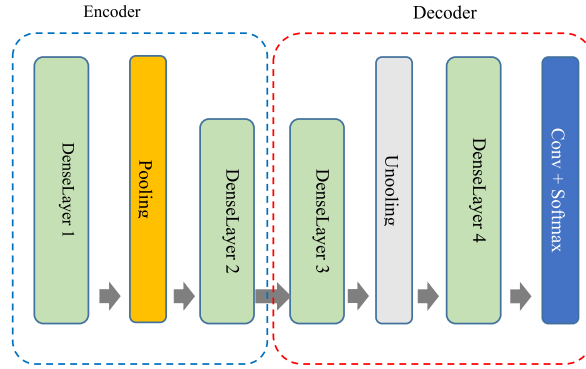 Encoder
Decoder
DenseLayer 1
Pooling
DenseLayer 2
DenseLayer 3
Unooling
DenseLayer 4
Conv + Softmax